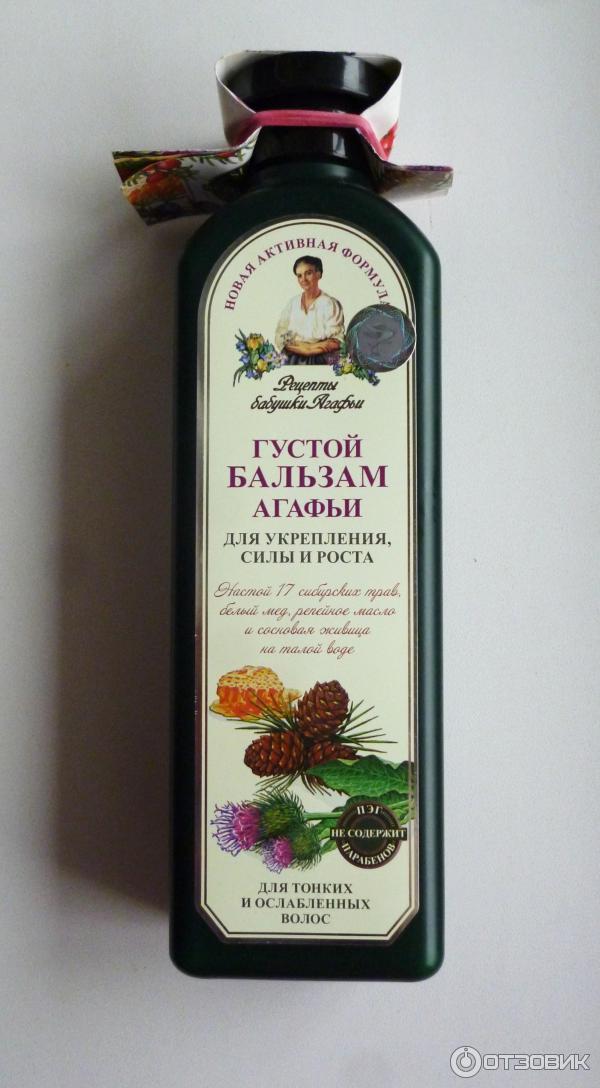 НОВАЯ АКТИВНАЯ ФОРМУЛА
Рецепты
бабушки Агафьи
ГУСТОЙ
БАЛЬЗАМ
АГАФЬИ
ДЛЯ УКРЕПЛЕНИЯ,
СИЛЫ И РОСТА
Настой 17 сибирских трав,
белый мед, репейное масло
и сосновая живица
на талой воде
ПЭГ
НЕ СОДЕРЖИТ
ПАРАБЕНОВ
ДЛЯ ТОНКИХ
И ОСЛАБЛЕННЫХ
ВОЛОС
ОТЗОВИК